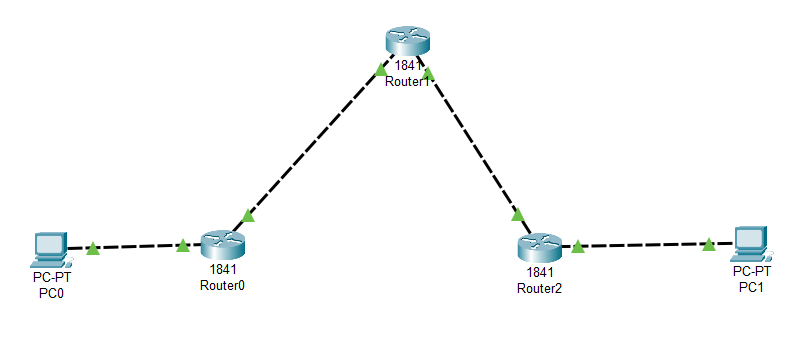 1841
Router1
1841
Router0
1841
Router2
PC-PT
PC0
PC-PT
PC1